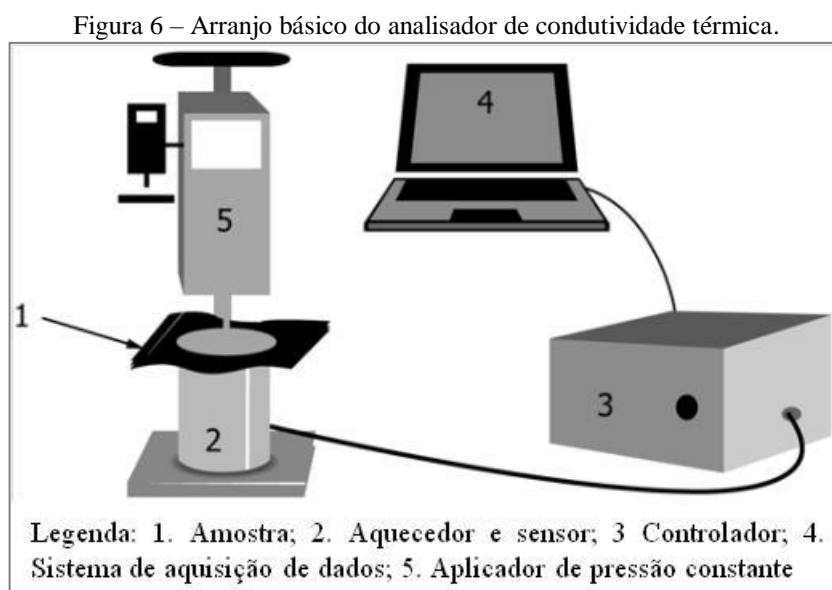 Figura 6 – Arranjo básico do analisador de condutividade térmica.
4
5
1
3
2
Legenda: 1. Amostra; 2. Aquecedor e sensor; 3 Controlador; 4.
Sistema de aquisição de dados; 5. Aplicador de pressão constante